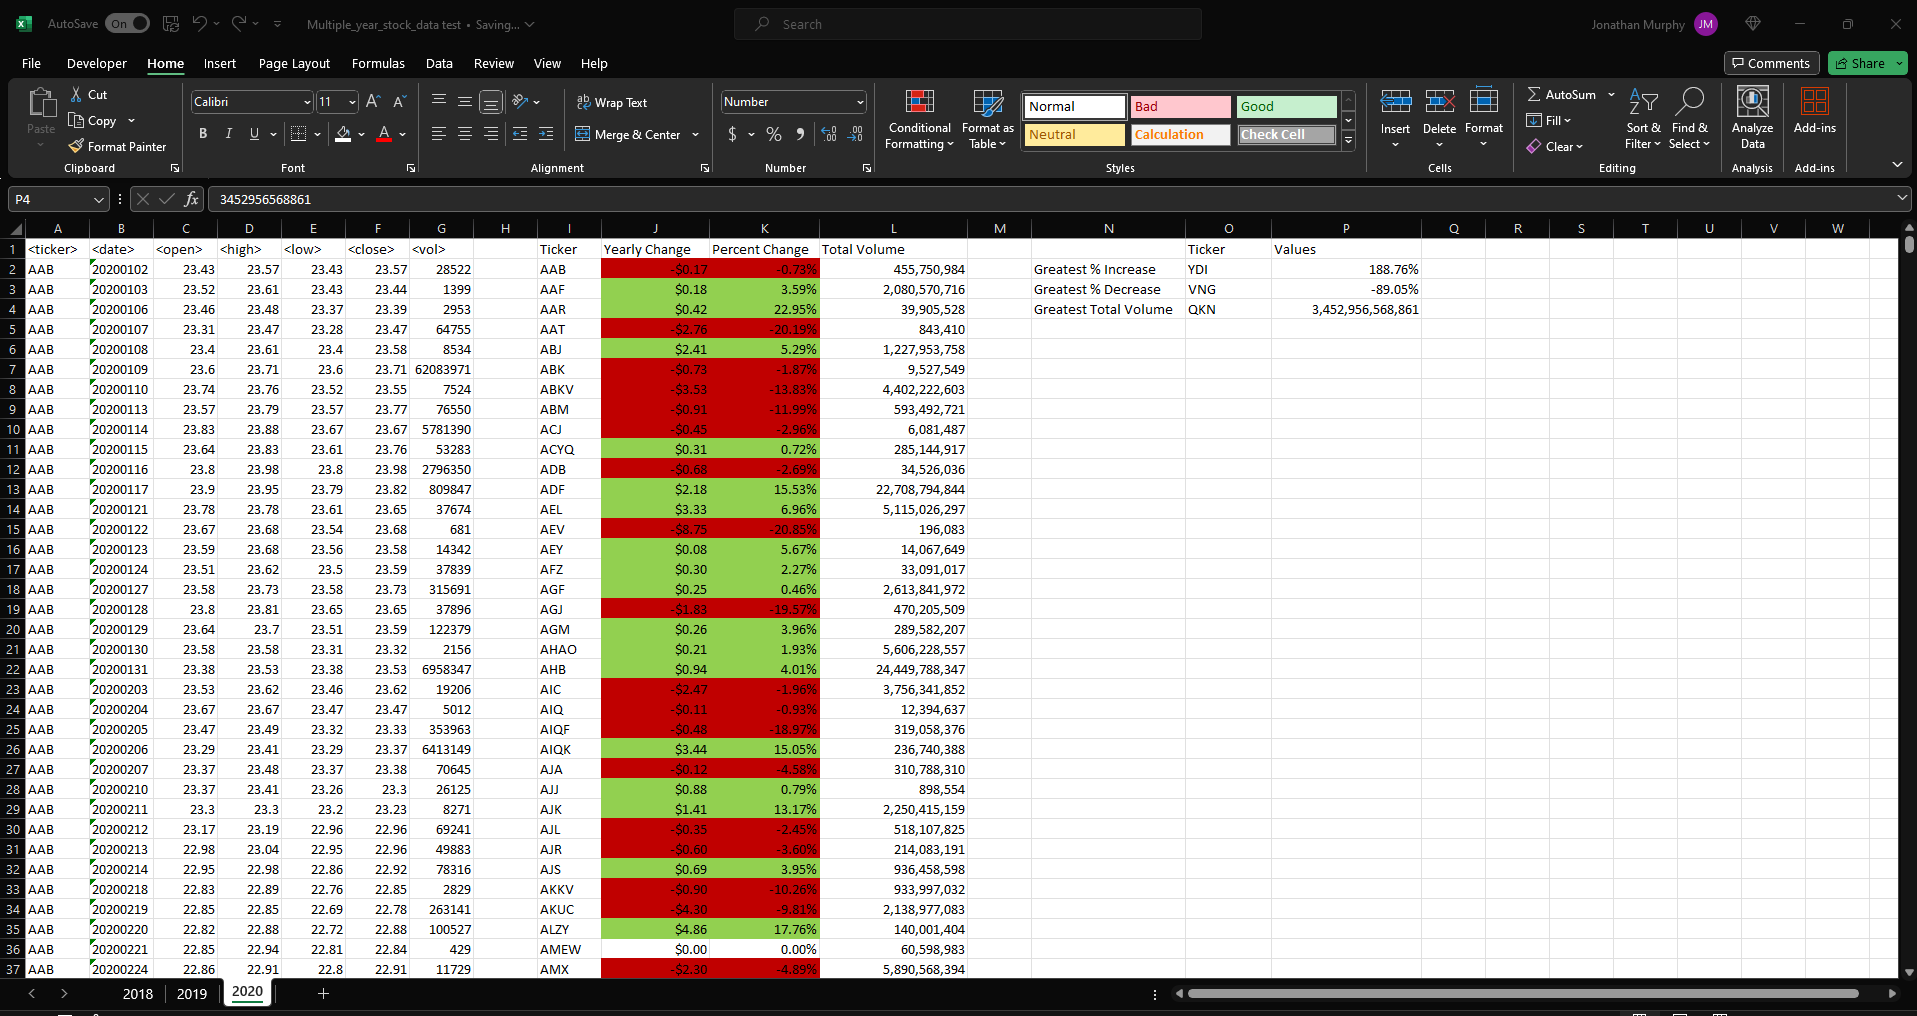 AutoSave On Multiple_year_stock_data test • Saving... Search Jonathan Murphy JM
File Developer Home Insert Page Layout Formulas Data Review View Help Comments Share
Paste Cut Copy Format Painter Clipboard
Calibri 11 B I U A A A Font
Wrap Text Merge & Center Alignment
Number $ % Number
Conditional Formatting Format as Table Normal Bad Good Neutral Calculation Check Cell Styles
Insert Delete Format Cells
AutoSum Fill Clear Sort & Filter Find & Select Editing
Analyze Data Analysis Add-ins Add-ins
P4 fx 3452956568861
A B C D E F G H I J K L M N O P Q R S T U V W
1 <ticker> <date> <open> <high> <low> <close> <vol> Ticker Yearly Change Percent Change Total Volume Ticker Values
2 AAB 20200102 23.43 23.57 23.43 23.57 28522 AAB -$0.17 -0.73% 455,750,984 Greatest % Increase YDI 188.76%
3 AAB 20200103 23.52 23.61 23.43 23.44 1399 AAF $0.18 3.59% 2,080,570,716 Greatest % Decrease VNG -89.05%
4 AAB 20200106 23.46 23.48 23.37 23.39 2953 AAR $0.42 22.95% 39,905,528 Greatest Total Volume QKN 3,452,956,568,861
5 AAB 20200107 23.31 23.47 23.28 23.47 64755 AAT -$2.76 -20.19% 843,410
6 AAB 20200108 23.4 23.61 23.4 23.58 8534 ABJ $2.41 5.29% 1,227,953,758
7 AAB 20200109 23.6 23.71 23.6 23.71 62083971 ABK -$0.73 -1.87% 9,527,549
8 AAB 20200110 23.74 23.76 23.52 23.55 7524 ABKV -$3.53 -13.83% 4,402,222,603
9 AAB 20200113 23.57 23.79 23.57 23.77 76550 ABM -$0.91 -11.99% 593,492,721
10 AAB 20200114 23.83 23.88 23.67 23.67 5781390 ACJ -$0.45 -2.96% 6,081,487
11 AAB 20200115 23.64 23.83 23.61 23.76 53283 ACYQ $0.31 0.72% 285,144,917
12 AAB 20200116 23.8 23.98 23.8 23.98 2796350 ADB -$0.68 -2.69% 34,526,036
13 AAB 20200117 23.9 23.95 23.79 23.82 809847 ADF $2.18 15.53% 22,708,794,844
14 AAB 20200121 23.78 23.78 23.61 23.65 37674 AEL $3.33 6.96% 5,115,026,297
15 AAB 20200122 23.67 23.68 23.54 23.68 681 AEV -$8.75 -20.85% 196,083
16 AAB 20200123 23.59 23.68 23.56 23.58 14342 AEY $0.08 5.67% 14,067,649
17 AAB 20200124 23.51 23.62 23.5 23.59 37839 AFZ $0.30 2.27% 33,091,017
18 AAB 20200127 23.58 23.73 23.58 23.73 315691 AGF $0.25 0.46% 2,613,841,972
19 AAB 20200128 23.8 23.81 23.65 23.65 37896 AGJ -$1.83 -19.57% 470,205,509
20 AAB 20200129 23.64 23.7 23.51 23.59 122379 AGM $0.26 3.96% 289,582,207
21 AAB 20200130 23.58 23.58 23.31 23.32 2156 AHAO $0.21 1.93% 5,606,228,557
22 AAB 20200131 23.38 23.53 23.38 23.53 6958347 AHB $0.94 4.01% 24,449,788,347
23 AAB 20200203 23.53 23.62 23.46 23.62 19206 AIC -$2.47 -1.96% 3,756,341,852
24 AAB 20200204 23.67 23.67 23.47 23.47 5012 AIQ -$0.11 -0.93% 12,394,637
25 AAB 20200205 23.47 23.49 23.32 23.33 353963 AIQF -$0.48 -18.97% 319,058,376
26 AAB 20200206 23.29 23.41 23.29 23.37 6413149 AIQK $3.44 15.05% 236,740,388
27 AAB 20200207 23.37 23.48 23.37 23.38 70645 AJA -$0.12 -4.58% 310,788,310
28 AAB 20200210 23.37 23.41 23.26 23.3 26125 AJJ $0.88 0.79% 898,554
29 AAB 20200211 23.3 23.3 23.2 23.23 8271 AJK $1.41 13.17% 2,250,415,159
30 AAB 20200212 23.17 23.19 22.96 22.96 69241 AJL -$0.35 -2.45% 518,107,825
31 AAB 20200213 22.98 23.04 22.95 22.96 49883 AJR -$0.60 -3.60% 214,083,191
32 AAB 20200214 22.95 22.98 22.86 22.92 78316 AJS $0.69 3.95% 936,458,598
33 AAB 20200218 22.83 22.89 22.76 22.85 2829 AKKV -$0.90 -10.26% 933,997,032
34 AAB 20200219 22.85 22.85 22.69 22.78 263141 AKUC -$4.30 -9.81% 2,138,977,083
35 AAB 20200220 22.82 22.88 22.72 22.88 100527 ALZY $4.86 17.76% 140,001,404
36 AAB 20200221 22.85 22.94 22.81 22.84 429 AMEW $0.00 0.00% 60,598,983
37 AAB 20200224 22.86 22.91 22.8 22.91 11729 AMX -$2.30 -4.89% 5,890,568,394
2018 2019 2020